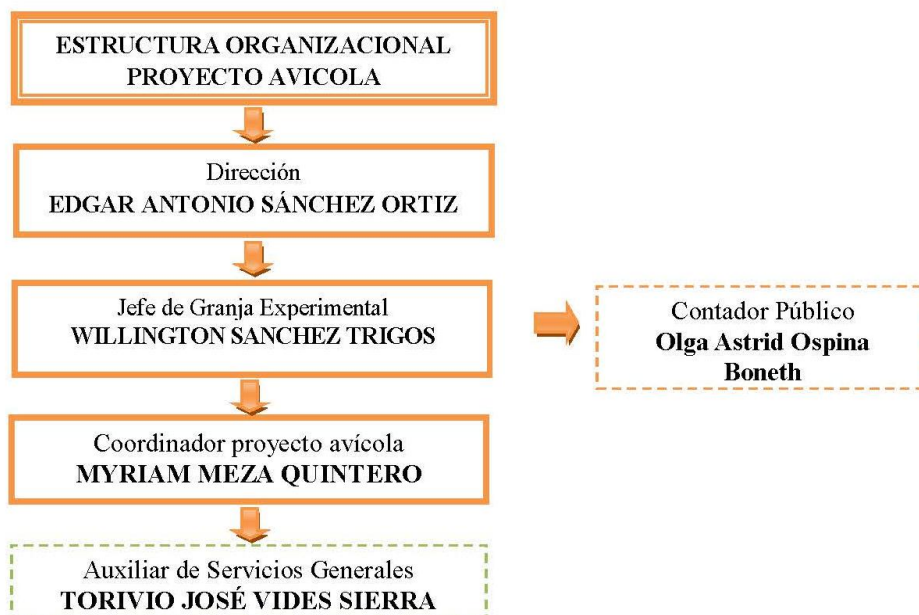 ESTRUCTURA ORGANIZACIONAL
PROYECTO AVICOLA
Dirección
EDGAR ANTONIO SÁNCHEZ ORTIZ
Jefe de Granja Experimental
WILLINGTON SANCHEZ TRIGOS
Contador Público
Olga Astrid Ospina
Boneth
Coordinador proyecto avícola
MYRIAM MEZA QUINTERO
Auxiliar de Servicios Generales
TORIVIO JOSÉ VIDES SIERRA